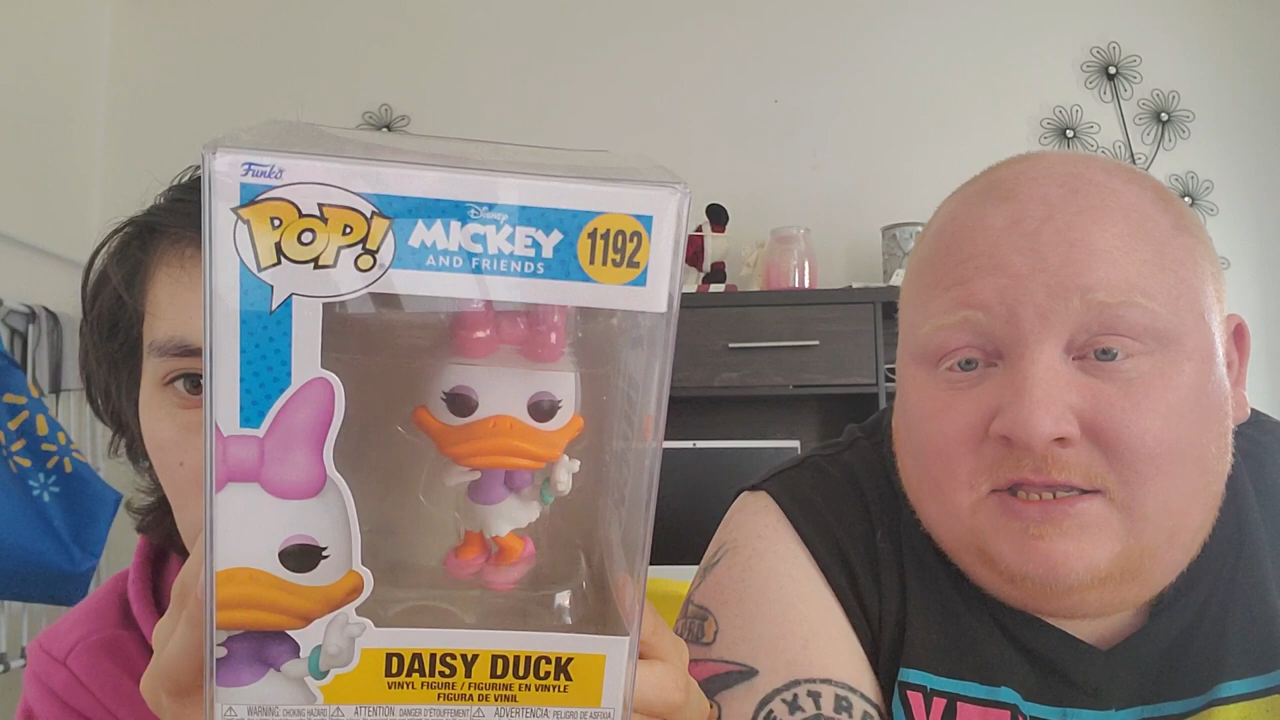 Funko
POP!
Disney
MICKEY
AND FRIENDS
1192
DAISY DUCK
VINYL FIGURE / FIGURINE EN VINYLE
FIGURA DE VINIL
WARNING: CHOKING HAZARD ATTENTION: DANGER D'ÉTOUFFEMENT ADVERTENCIA: PELIGRO DE ASFIXIA
EXTRE